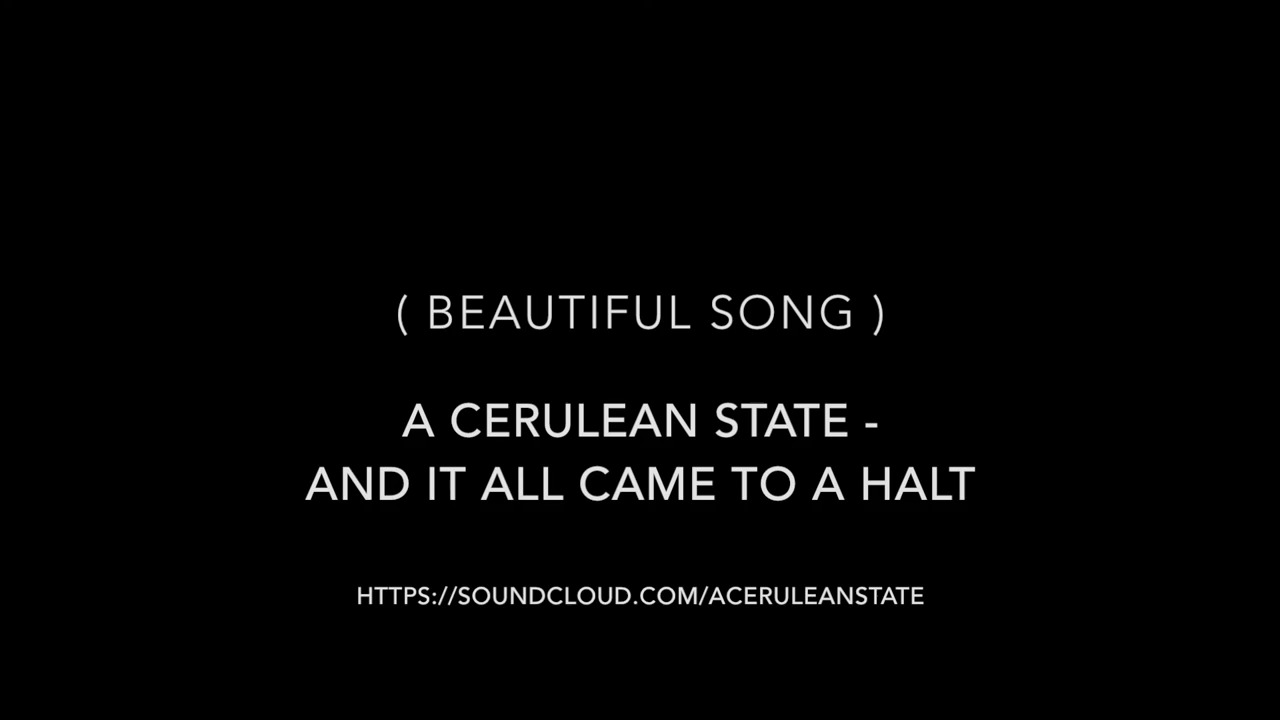 ( BEAUTIFUL SONG )
A CERULEAN STATE -
AND IT ALL CAME TO A HALT
HTTPS://SOUNDCLOUD.COM/ACERULEANSTATE